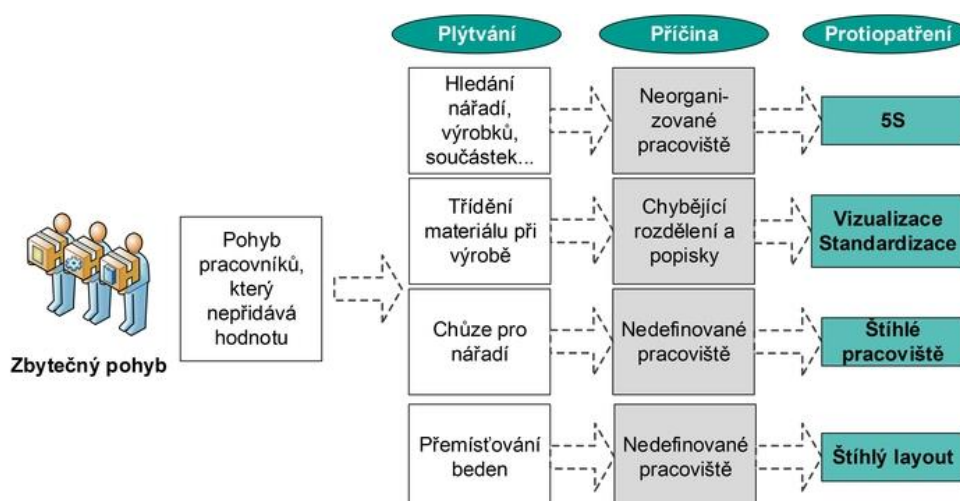 Plýtvání
Příčina
Protiopatření
Hledání
nářadí,
výrobků,
součástek...
Neorgani-
zované
pracoviště
5S
Třídění
materiálu při
výrobě
Chybějící
rozdělení a
popisky
Vizualizace
Standardizace
Zbytečný pohyb
Pohyb
pracovníků,
který
nepřidává
hodnotu
Chůze pro
nářadí
Nedefinované
pracoviště
Štíhlé
pracoviště
Přemísťování
beden
Nedefinované
pracoviště
Štíhlý layout